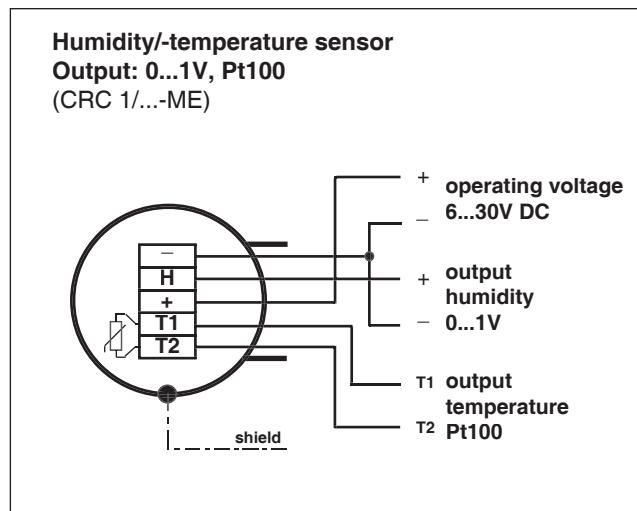 Humidity/-temperature sensor
Output: 0...1V, Pt100
(CRC 1/...-ME)
+ operating voltage
– 6...30V DC
–
H
+
T1
T2
+ output
humidity
– 0...1V
T1 output
temperature
T2 Pt100
shield